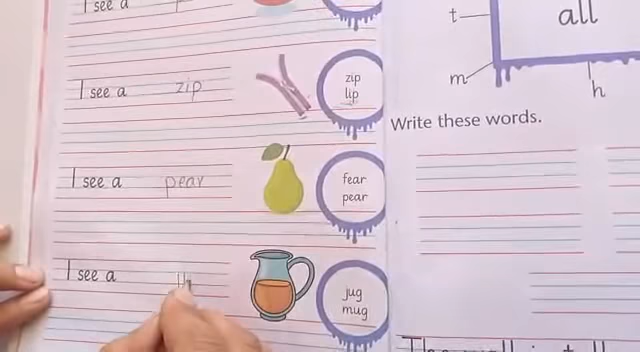 I see a
I see a zip
zip
lip
I see a pear
fear
pear
I see a
jug
mug
t
all
m
h
Write these words.